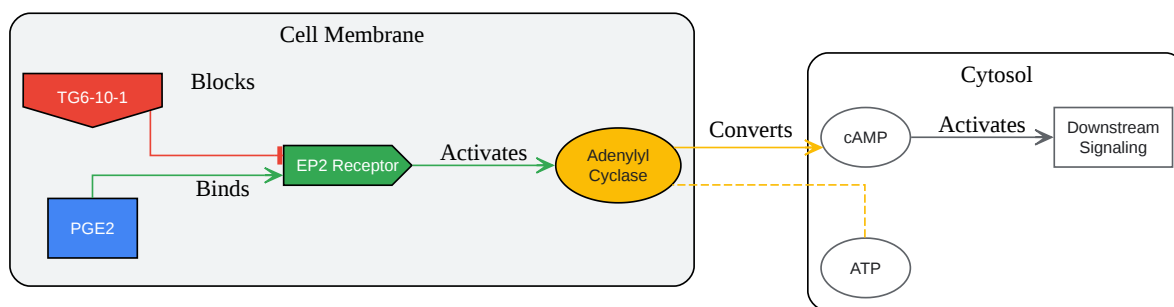 Cell Membrane
TG6-10-1
Blocks
EP2 Receptor
Binds
PGE2
Activates
Adenylyl
Cyclase
Converts
Cytosol
cAMP
Activates
Downstream
Signaling
ATP